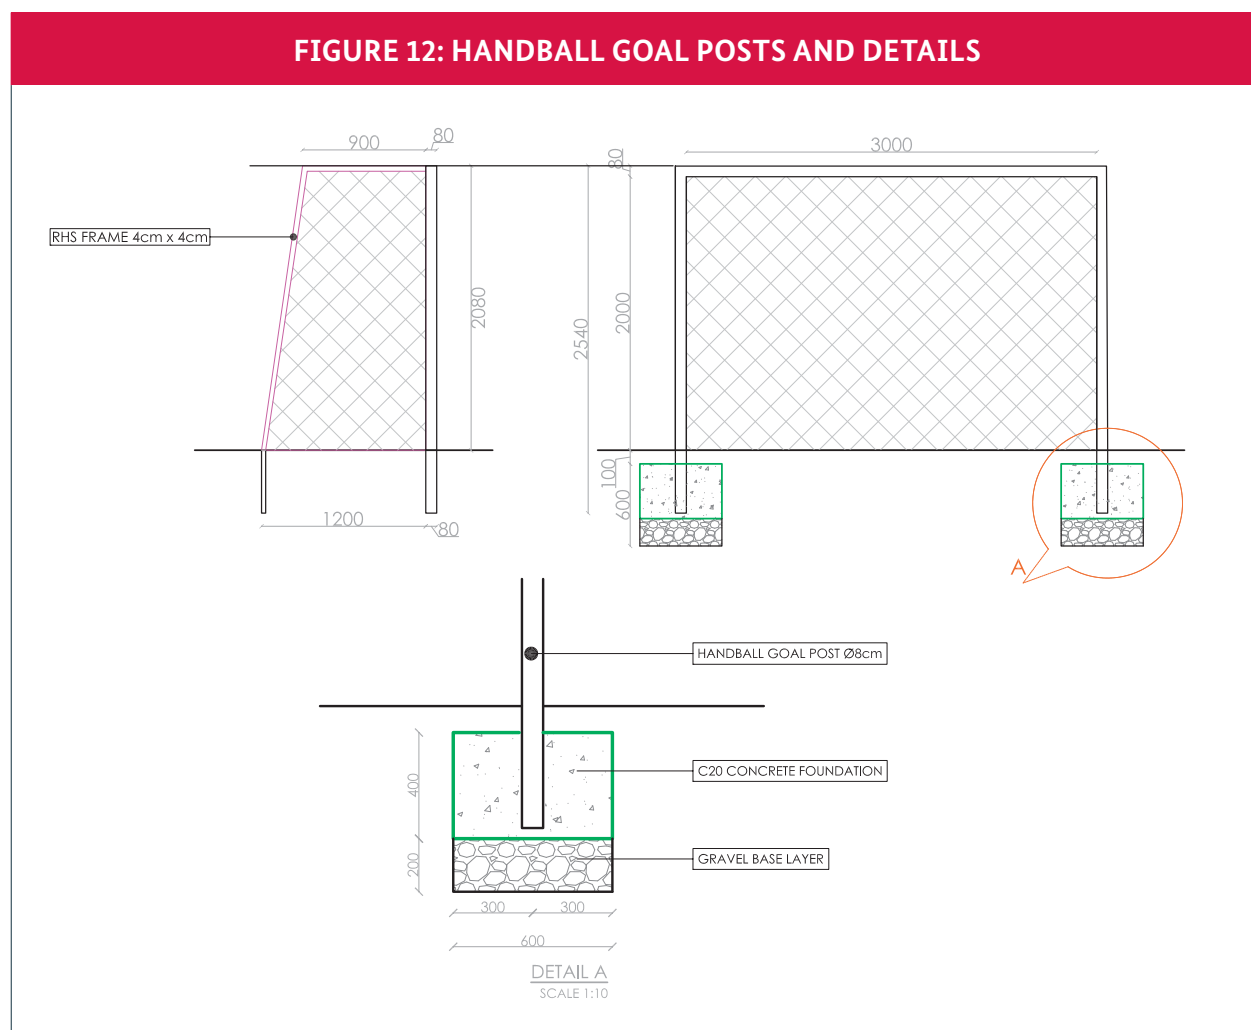 FIGURE 12: HANDBALL GOAL POSTS AND DETAILS
900
80
80
3000
RHS FRAME 4cm x 4cm
2080
2540
2000
100
600
1200
80
A
HANDBALL GOAL POST Ø8cm
C20 CONCRETE FOUNDATION
400
GRAVEL BASE LAYER
200
300
300
600
DETAIL A
SCALE 1:10